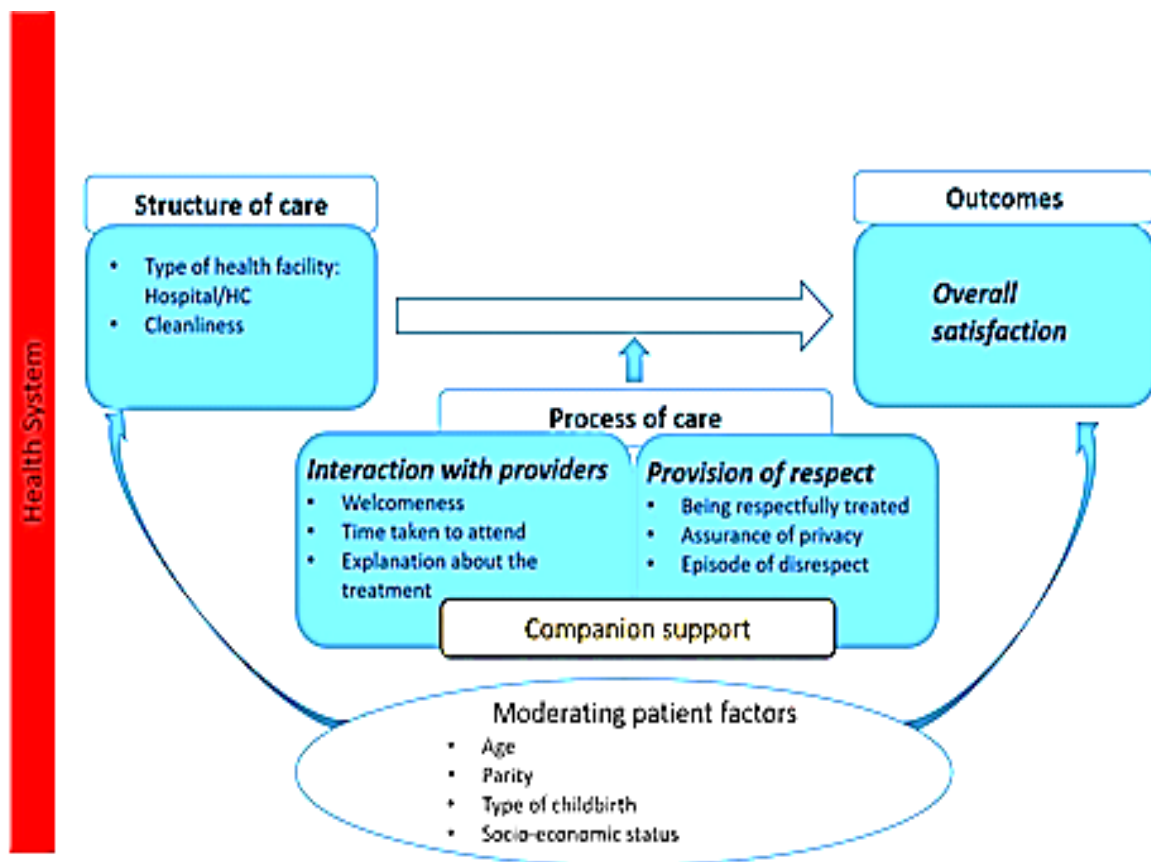 Health System
Structure of care
• Type of health facility:
Hospital/HC
• Cleanliness
Outcomes
Overall
satisfaction
Process of care
Interaction with providers
• Welcomeness
• Time taken to attend
• Explanation about the
treatment
Provision of respect
• Being respectfully treated
• Assurance of privacy
• Episode of disrespect
Companion support
Moderating patient factors
• Age
• Parity
• Type of childbirth
• Socio-economic status